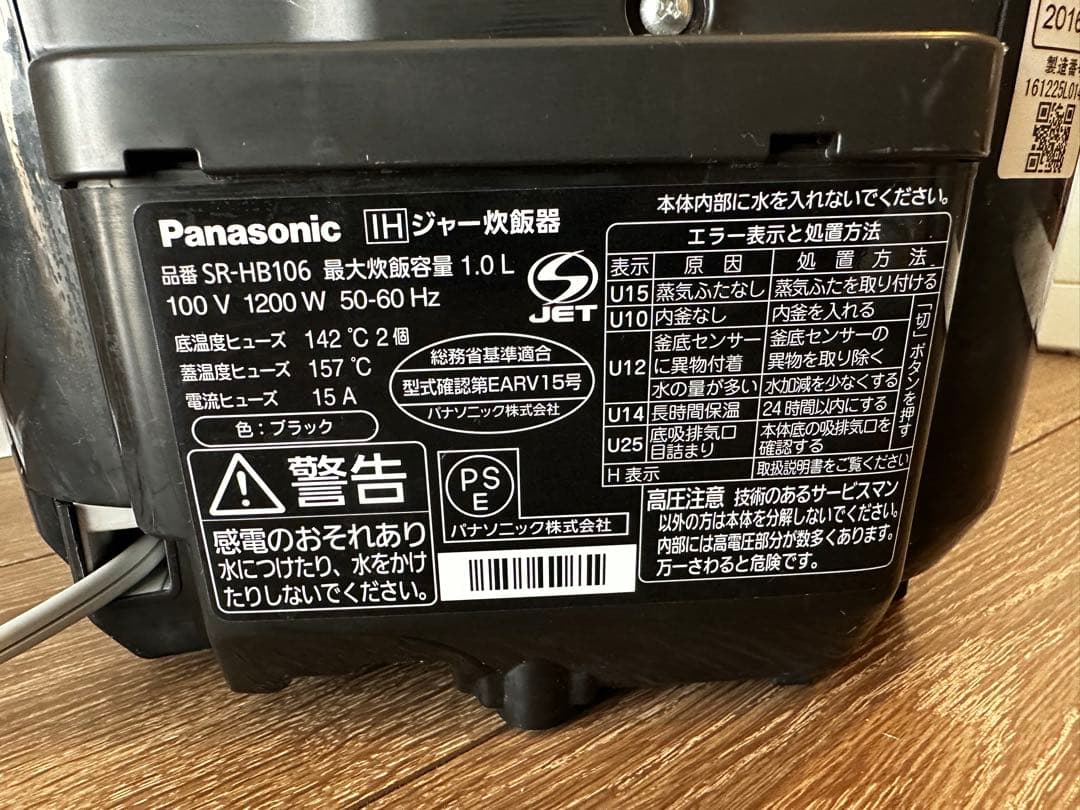 2016
製造番
161225L01
Panasonic IHジャー炊飯器
品番 SR-HB106 最大炊飯容量 1.0 L
100 V 1200 W 50-60 Hz
底温度ヒューズ 142 ℃ 2個
蓋温度ヒューズ 157 ℃
電流ヒューズ 15 A
色:ブラック
JET
総務省基準適合
型式確認第EARV15号
パナソニック株式会社
本体内部に水を入れないでください。
エラー表示と処置方法
表示 原因 処置方法
U15 蒸気ふたなし 蒸気ふたを取り付ける
U10 内釜なし 内釜を入れる
U12 釜底センサーに異物付着 釜底センサーの異物を取り除く
水の量が多い 水加減を少なくする
U14 長時間保温 24時間以内にする
U25 底吸排気口目詰まり 本体底の吸排気口を確認する
「切」ボタンを押す
H 表示 取扱説明書をご覧ください
警告
感電のおそれあり
水につけたり、水をかけ
たりしないでください。
PS
E
パナソニック株式会社
高圧注意 技術のあるサービスマン
以外の方は本体を分解しないでください。
内部には高電圧部分が数多くあります。
万一さわると危険です。